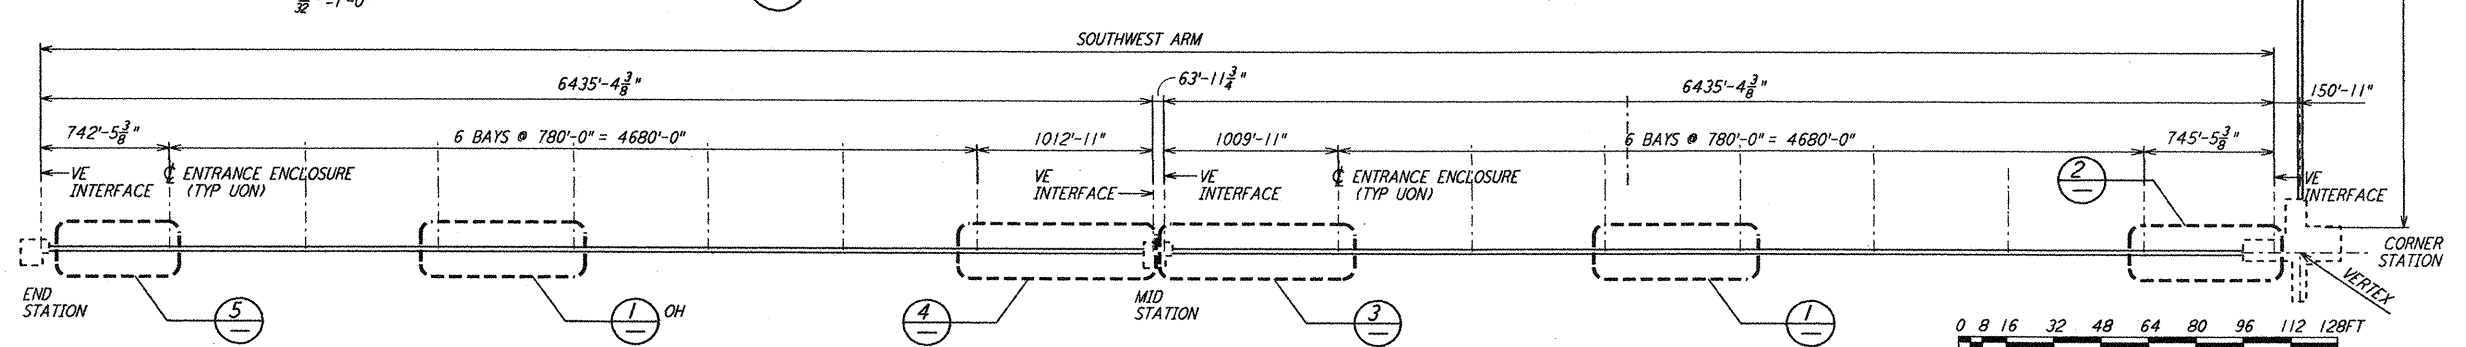 3/32" = 1'-0"
SOUTHWEST ARM
6435'-4 3/8"
63'-11 3/4"
6435'-4 3/8"
150'-11"
742'-5 3/8"
6 BAYS @ 780'-0" = 4680'-0"
1012'-11"
1009'-11"
6 BAYS @ 780'-0" = 4680'-0"
745'-5 3/8"
VE
INTERFACE
℄ ENTRANCE ENCLOSURE
(TYP UON)
VE
INTERFACE
VE
INTERFACE
℄ ENTRANCE ENCLOSURE
(TYP UON)
2
VE
INTERFACE
CORNER
STATION
VERTEX
END
STATION
5
1 OH
4
MID
STATION
3
1
0 8 16 32 48 64 80 96 112 128FT